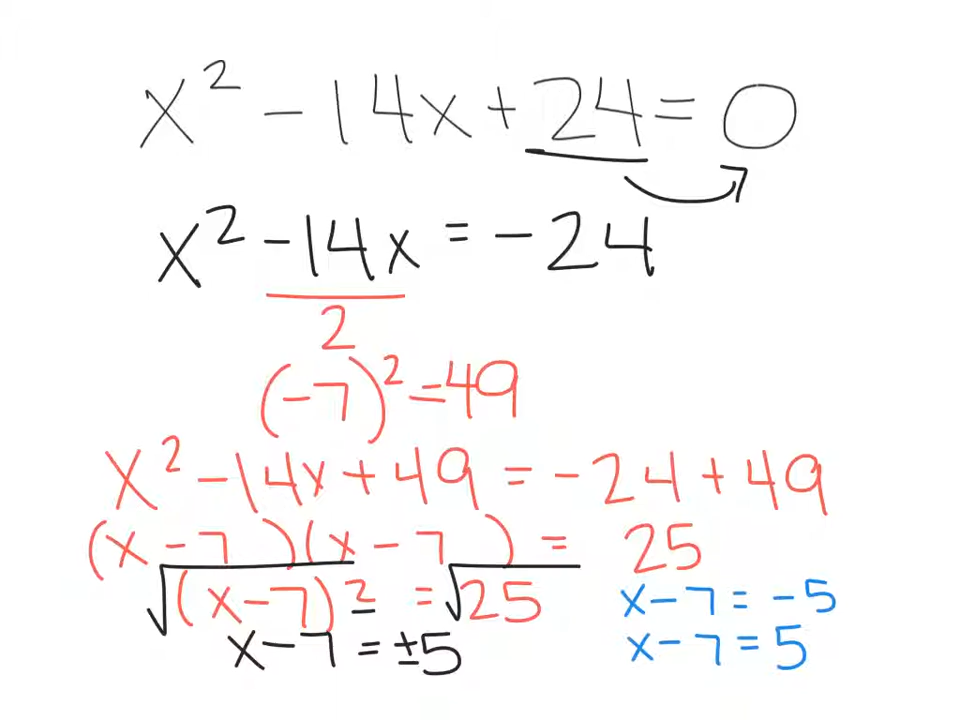 x² - 14x + 24 = 0
x² - 14x = -24
2
(-7)² = 49
x² - 14x + 49 = -24 + 49
(x - 7)(x - 7) = 25
√(x-7)² = √25
x - 7 = ±5
x - 7 = -5
x - 7 = 5